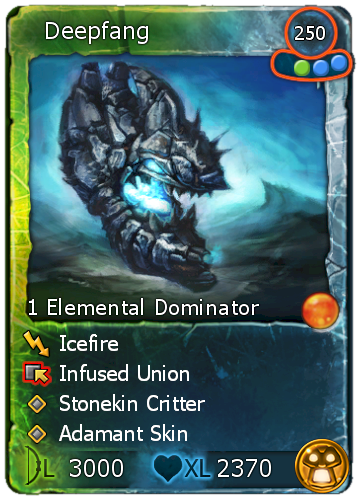 Deepfang
250
1 Elemental Dominator
Icefire
Infused Union
Stonekin Critter
Adamant Skin
L 3000 XL 2370